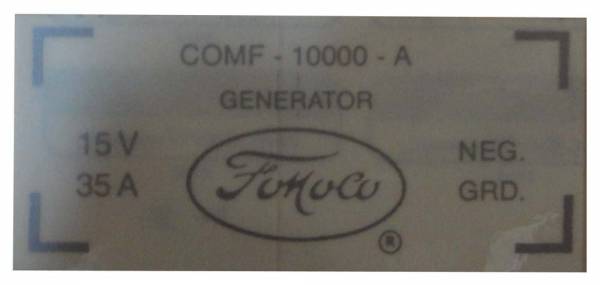 COMF - 10000 - A
GENERATOR
15 V
35 A
FoMoCo
®
NEG.
GRD.